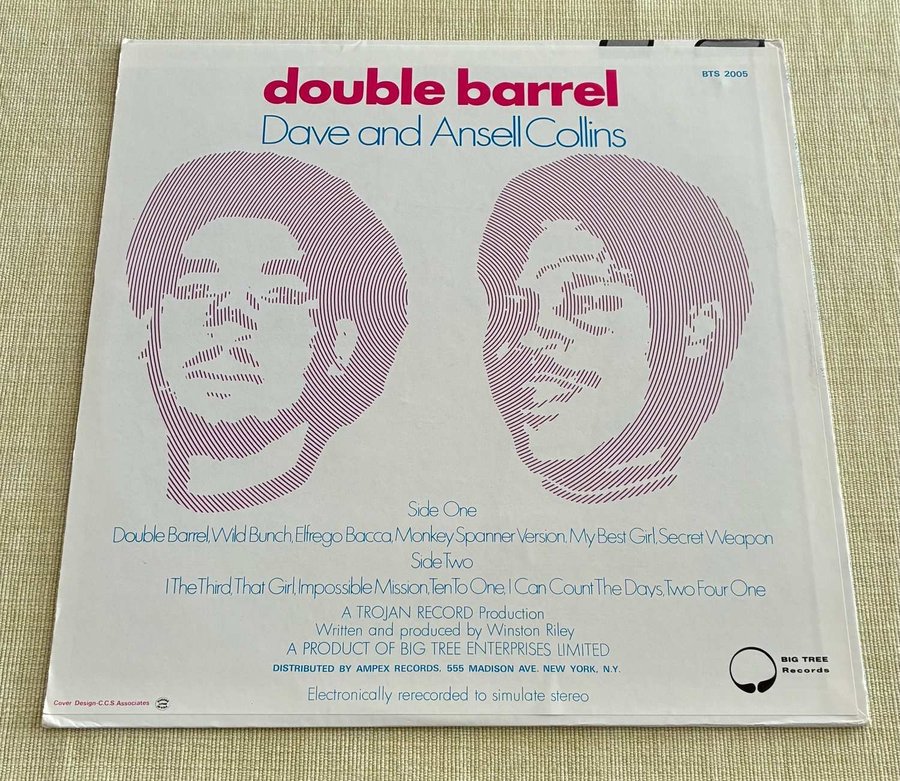 BTS 2005
double barrel
Dave and Ansell Collins
Side One
Double Barrel, Wild Bunch, Elfrego Bacca, Monkey Spanner Version, My Best Girl, Secret Weapon
Side Two
I The Third, That Girl, Impossible Mission, Ten To One, I Can Count The Days, Two Four One
A TROJAN RECORD Production
Written and produced by Winston Riley
A PRODUCT OF BIG TREE ENTERPRISES LIMITED
DISTRIBUTED BY AMPEX RECORDS. 555 MADISON AVE. NEW YORK, N.Y.
Electronically rerecorded to simulate stereo
BIG TREE
Records
Cover Design-C.C.S Associates